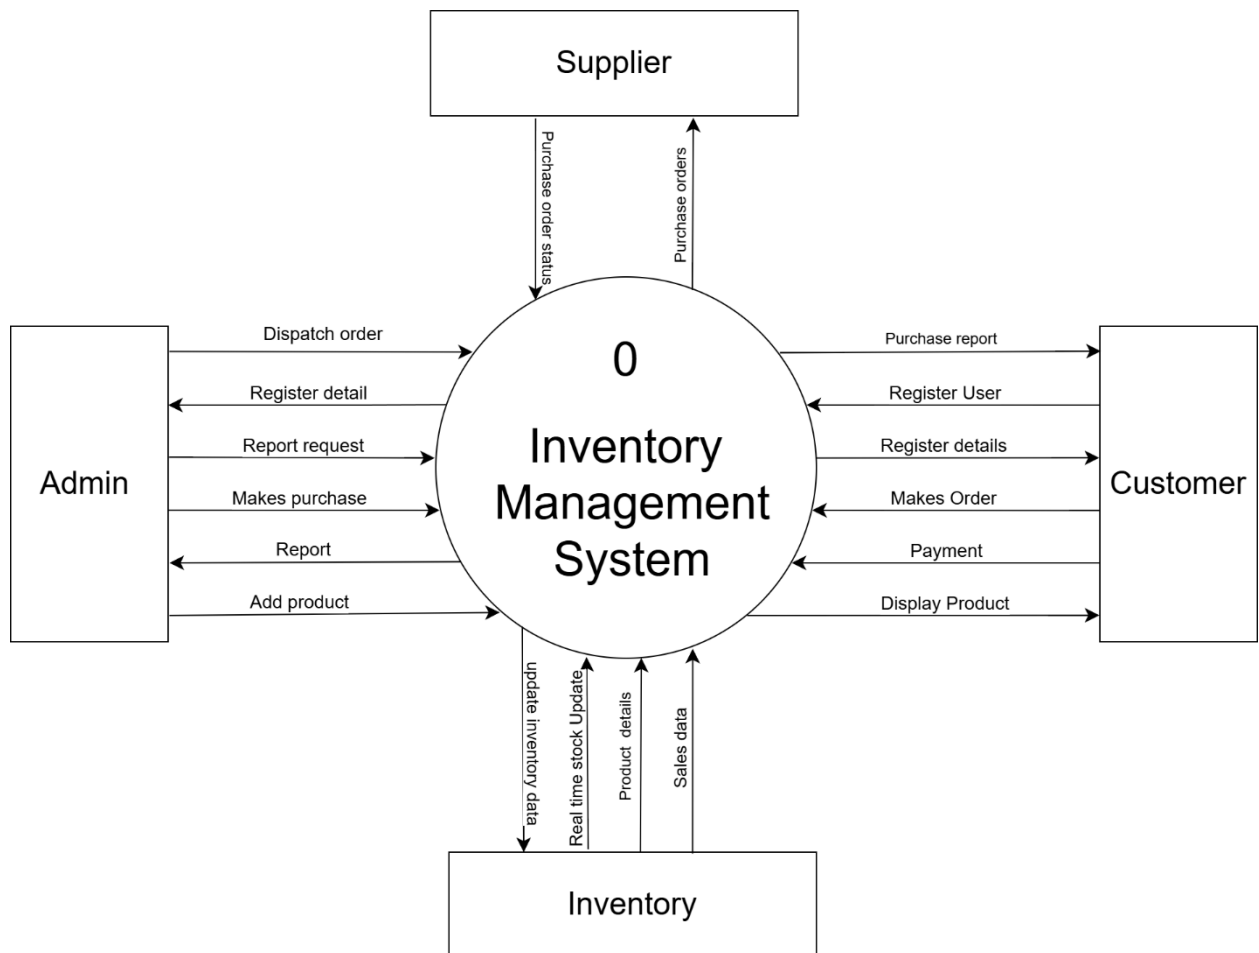 Supplier
Purchase order status
Purchase orders
Dispatch order
Register detail
Report request
Makes purchase
Report
Add product
Admin
0
Inventory
Management
System
Purchase report
Register User
Register details
Makes Order
Payment
Display Product
Customer
update inventory data
Real time stock Update
Product details
Sales data
Inventory